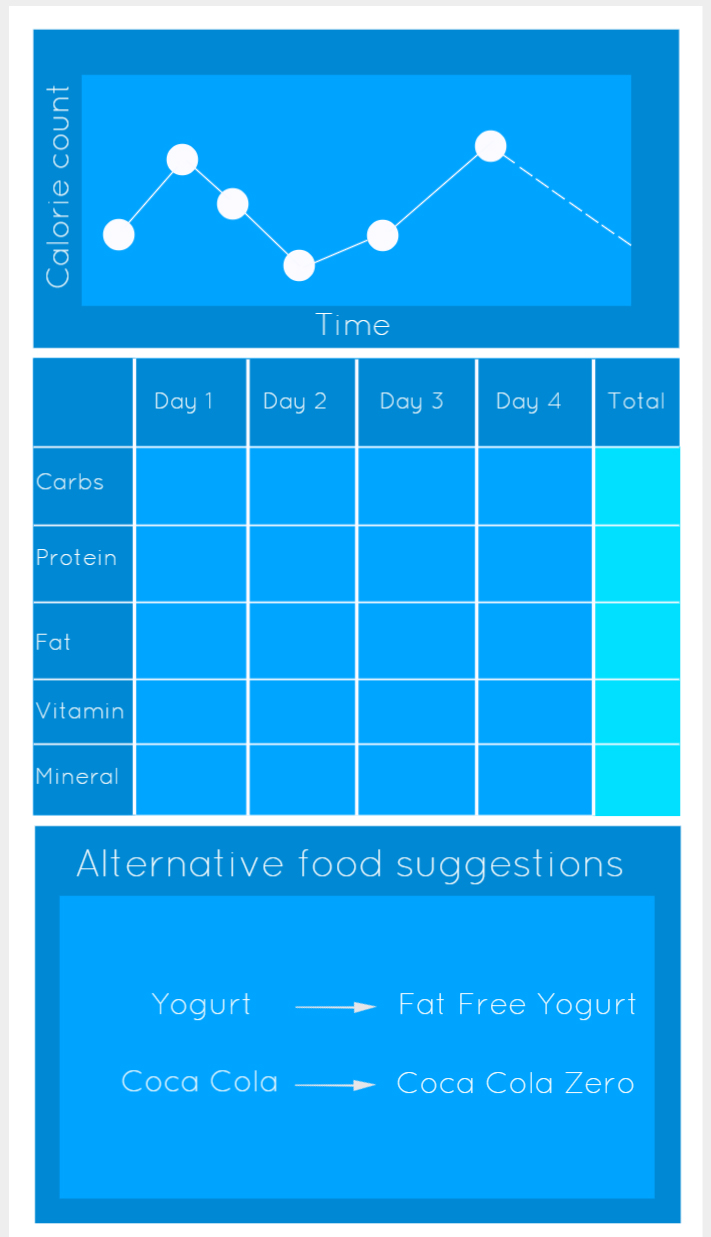 Calorie count
Time
Day 1 Day 2 Day 3 Day 4 Total
Carbs
Protein
Fat
Vitamin
Mineral
Alternative food suggestions
Yogurt Fat Free Yogurt
Coca Cola Coca Cola Zero